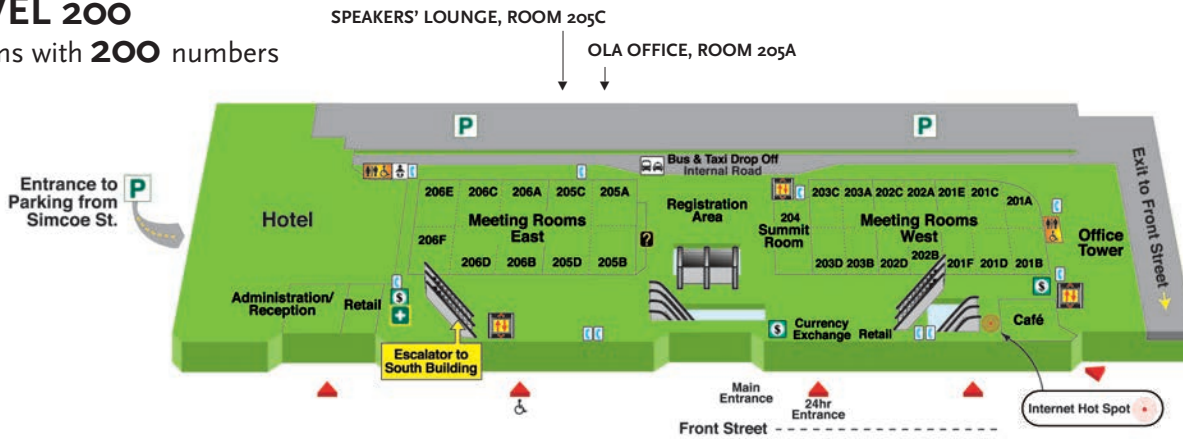 VEL 200
ns with 200 numbers
SPEAKERS' LOUNGE, ROOM 205C
OLA OFFICE, ROOM 205A
P
P
Bus & Taxi Drop Off
Internal Road
Exit to Front Street
Entrance to
Parking from
Simcoe St.
P
Hotel
206E 206C 206A 205C 205A
Meeting Rooms
East
206F
206D 206B 205D 205B
Registration
Area
?
204
Summit
Room
203C 203A 202C 202A 201E 201C
201A
Meeting Rooms
West
202B
203D 203B 202D 201F 201D 201B
Office
Tower
Administration/
Reception
Retail
$
$
Currency
Exchange
Retail
$
Café
Escalator to
South Building
Main
Entrance
24hr
Entrance
Internet Hot Spot
Front Street